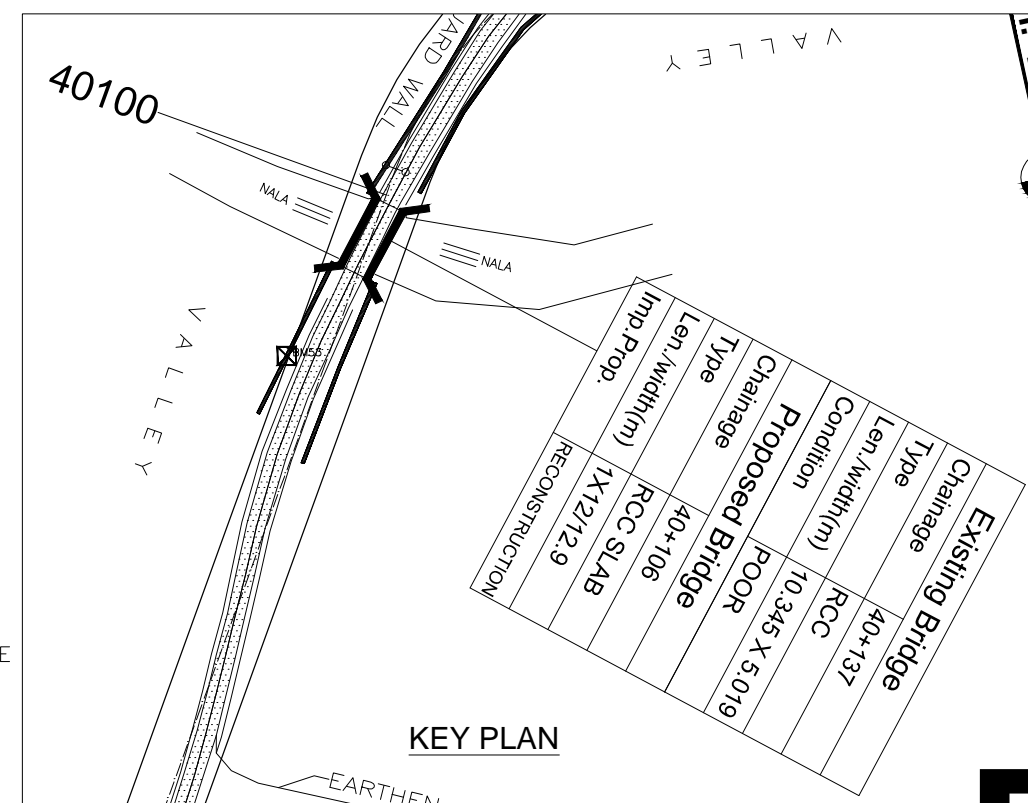 40100
UARD WALL
VALLEY
NALA
NALA
VALLEY
BM53
Existing Bridge
Chainage 40+137
Type RCC
Len./width(m) 10.345 X 5.019
Condition POOR
Proposed Bridge
Chainage 40+106
Type RCC SLAB
Len./width(m) 1X12/12.9
Imp.Prop. RECONSTRUCTION
E
KEY PLAN
EARTHEN